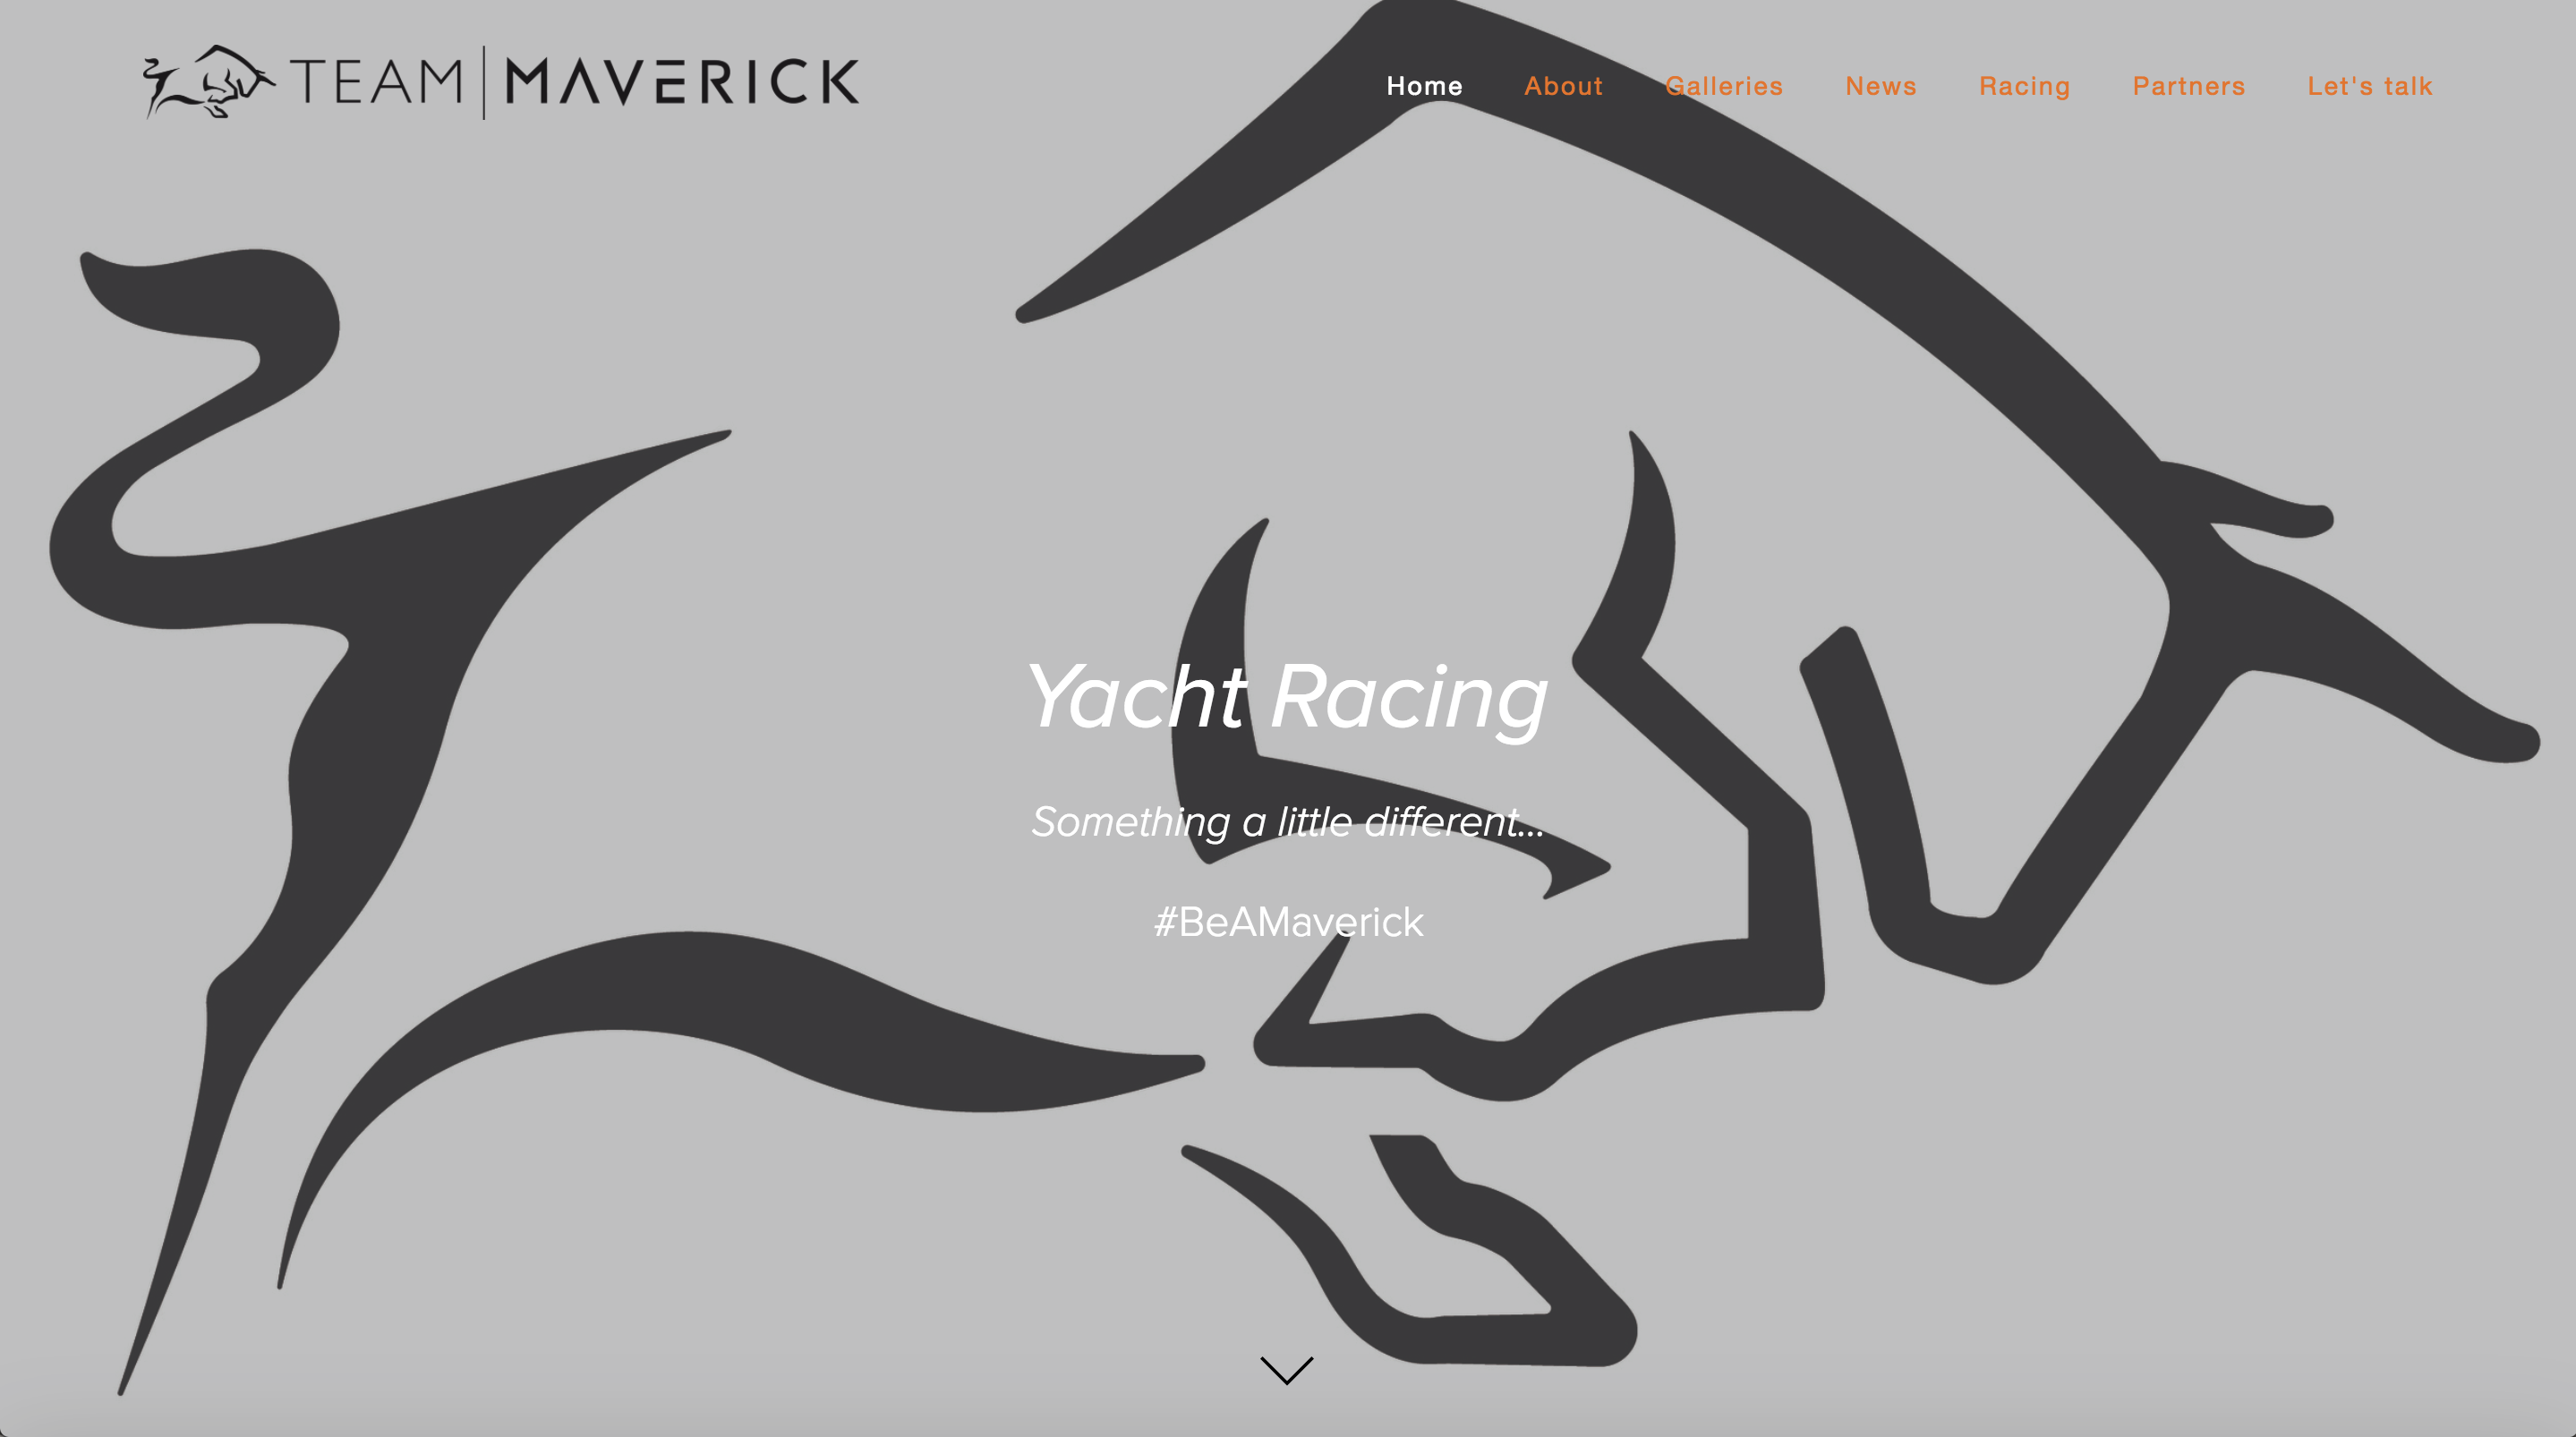 TEAM | MAVERICK
Home About Galleries News Racing Partners Let's talk
Yacht Racing
Something a little different...
#BeAMaverick